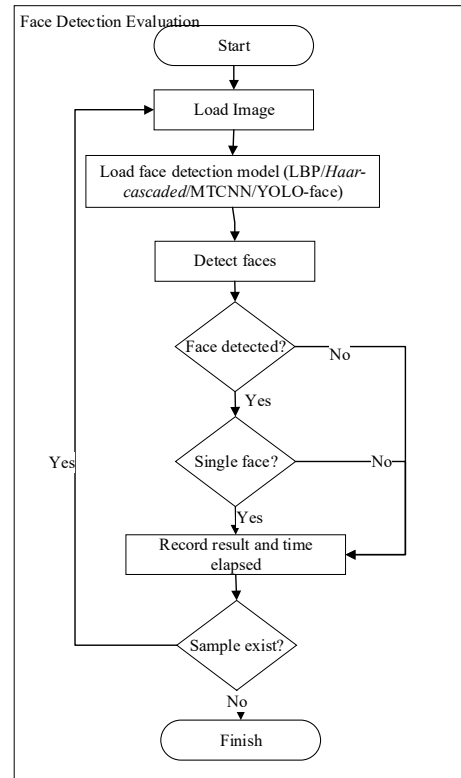 Face Detection Evaluation
Start
Load Image
Load face detection model (LBP/Haar-
cascaded/MTCNN/YOLO-face)
Detect faces
Face detected?
No
Yes
Single face?
No
Yes
Yes
Record result and time
elapsed
Sample exist?
No
Finish